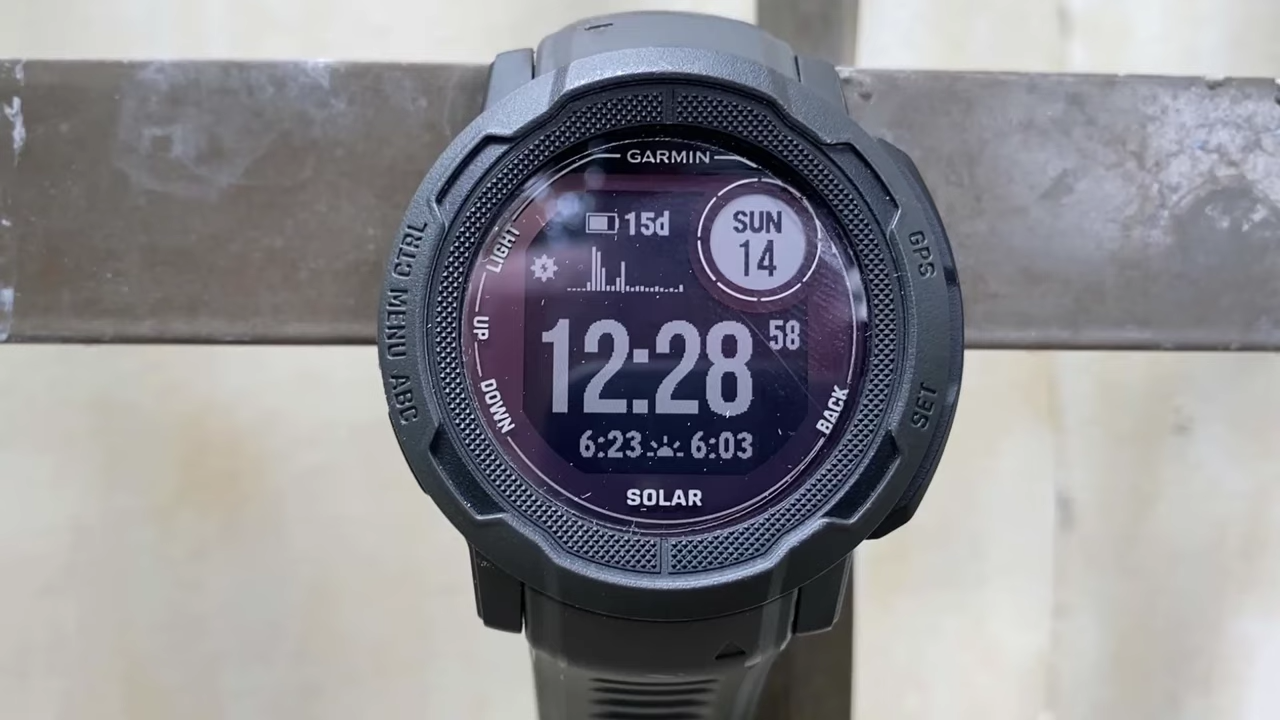 GARMIN
15d
SUN
14
LIGHT
CTRL
GPS
UP
MENU
12:28
58
DOWN
ABC
BACK
SET
6:23
6:03
SOLAR